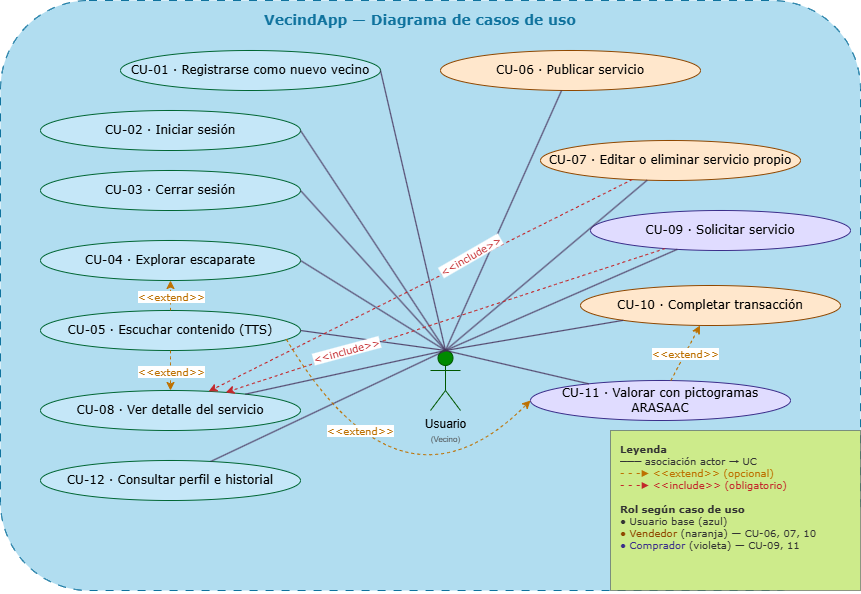 VecindApp — Diagrama de casos de uso
CU-01 · Registrarse como nuevo vecino
CU-06 · Publicar servicio
CU-02 · Iniciar sesión
CU-07 · Editar o eliminar servicio propio
CU-03 · Cerrar sesión
CU-09 · Solicitar servicio
<<include>>
CU-04 · Explorar escaparate
<<extend>>
CU-10 · Completar transacción
CU-05 · Escuchar contenido (TTS)
<<include>>
<<extend>>
<<extend>>
CU-08 · Ver detalle del servicio
CU-11 · Valorar con pictogramas
ARASAAC
Usuario
(Vecino)
<<extend>>
CU-12 · Consultar perfil e historial
Leyenda
─── asociación actor → UC
- - -▶ <<extend>> (opcional)
- - -▶ <<include>> (obligatorio)
Rol según caso de uso
● Usuario base (azul)
● Vendedor (naranja) — CU-06, 07, 10
● Comprador (violeta) — CU-09, 11